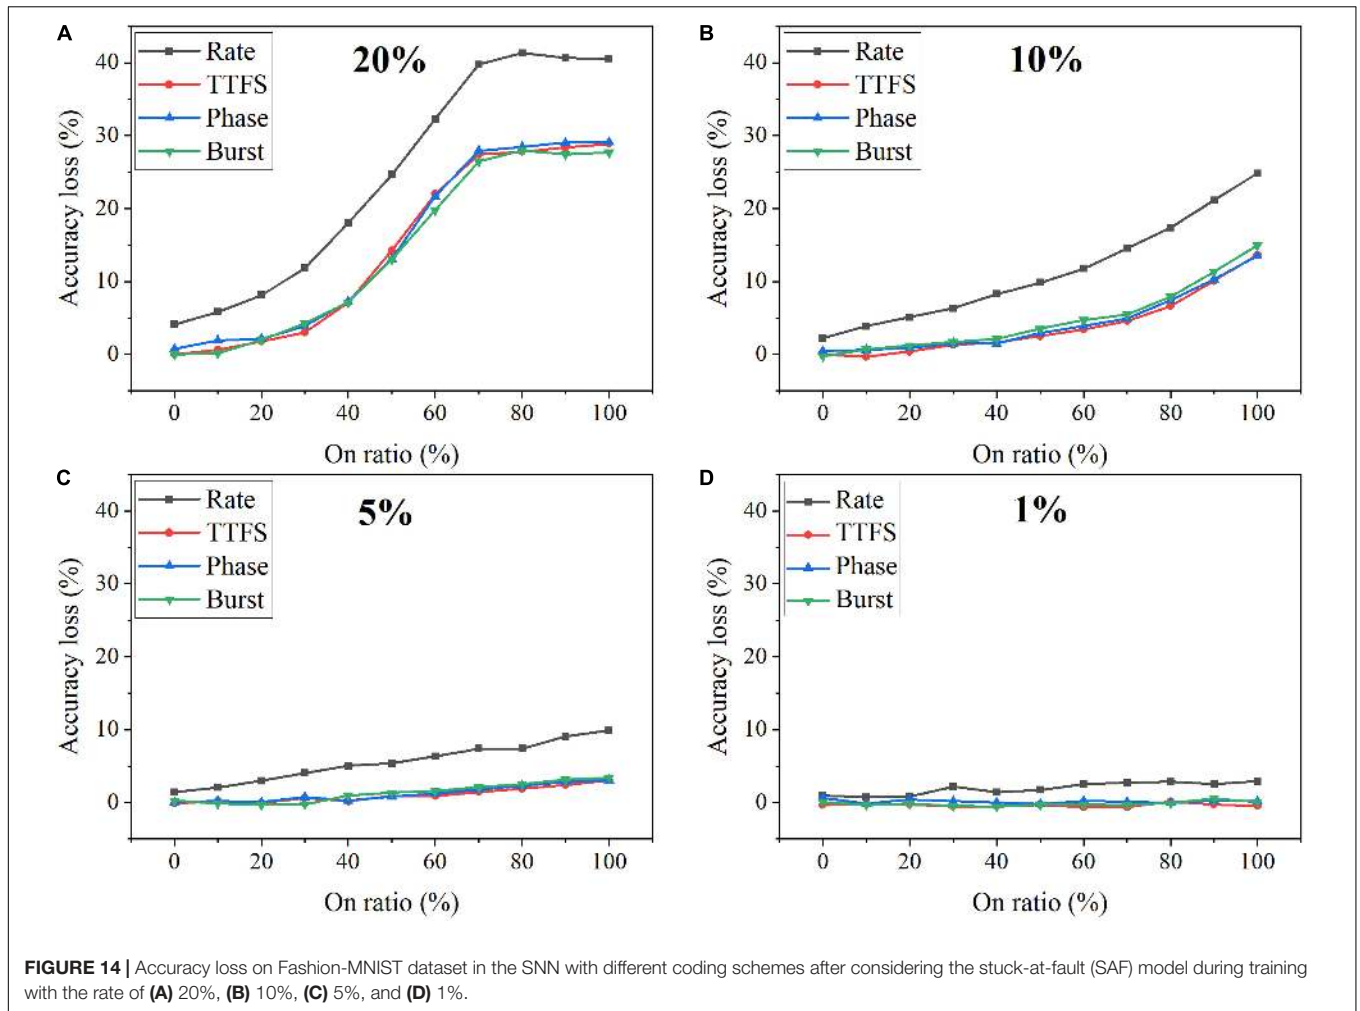 A
Rate
TTFS
Phase
Burst
20%
Accuracy loss (%)
40
30
20
10
0
0 20 40 60 80 100
On ratio (%)
B
Rate
TTFS
Phase
Burst
10%
Accuracy loss (%)
40
30
20
10
0
0 20 40 60 80 100
On ratio (%)
C
Rate
TTFS
Phase
Burst
5%
Accuracy loss (%)
40
30
20
10
0
0 20 40 60 80 100
On ratio (%)
D
Rate
TTFS
Phase
Burst
1%
Accuracy loss (%)
40
30
20
10
0
0 20 40 60 80 100
On ratio (%)
FIGURE 14 | Accuracy loss on Fashion-MNIST dataset in the SNN with different coding schemes after considering the stuck-at-fault (SAF) model during training
with the rate of (A) 20%, (B) 10%, (C) 5%, and (D) 1%.